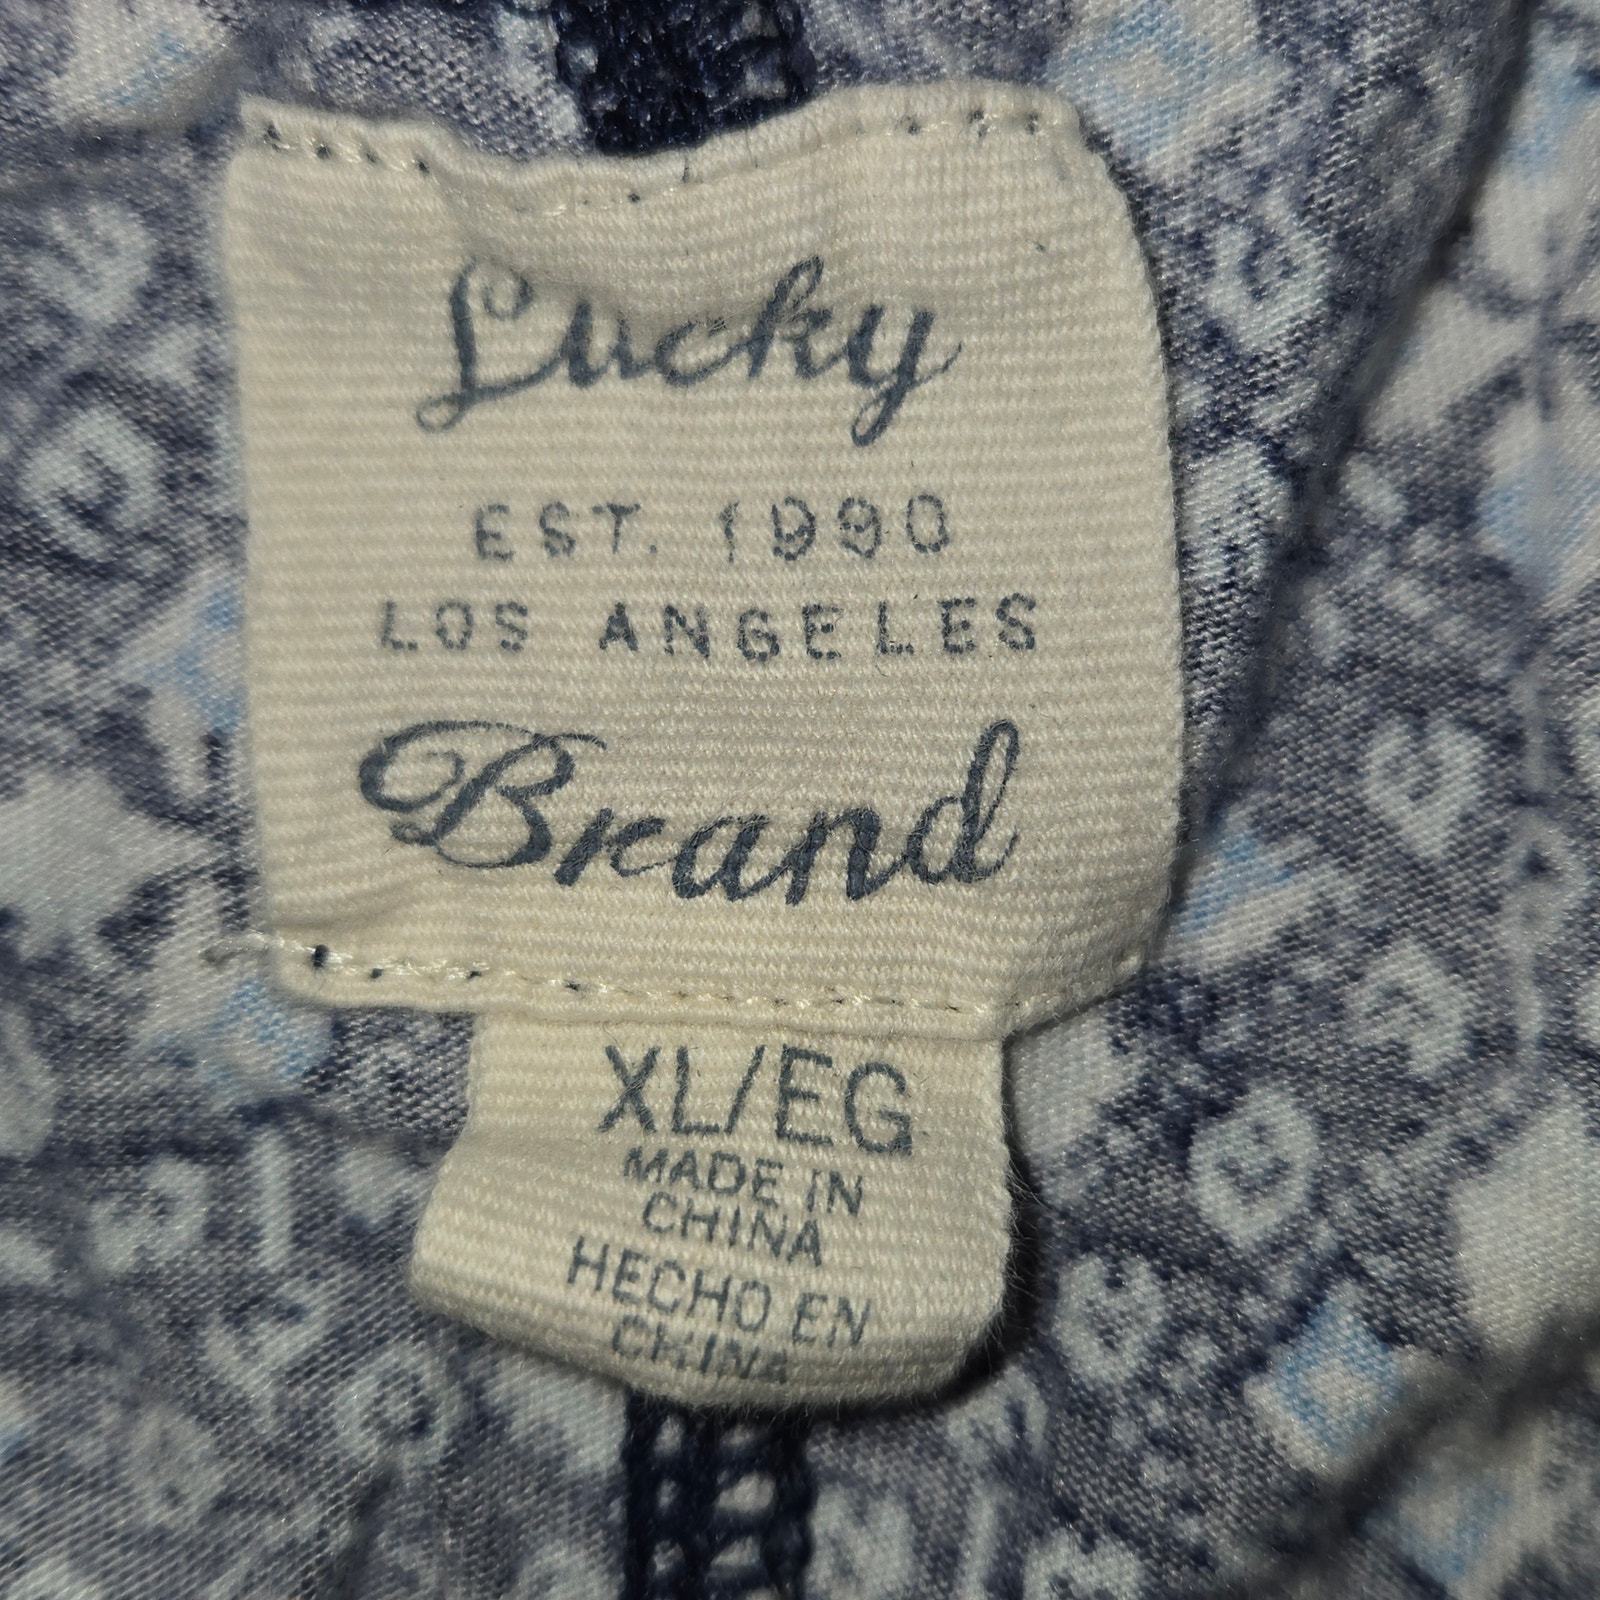 Lucky
EST. 1990
LOS ANGELES
Brand
XL/EG
MADE IN
CHINA
HECHO EN
CHINA